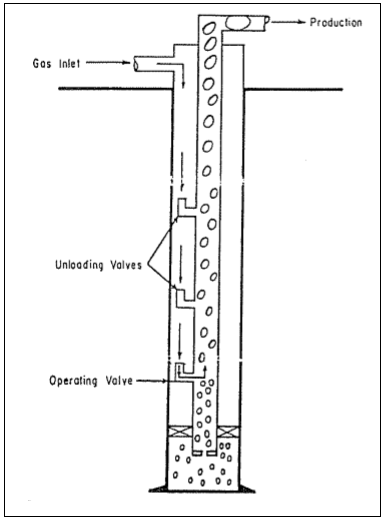 Production
Gas Inlet
Unloading Valves
Operating Valve